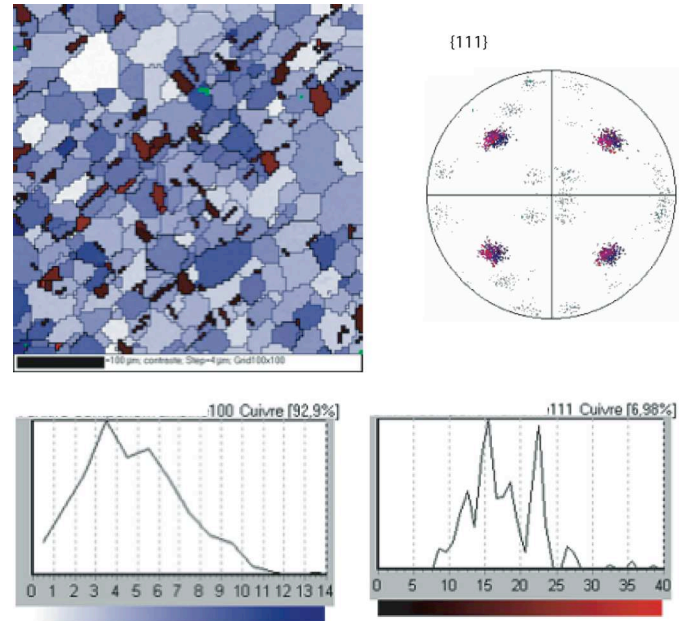 {111}
=100 µm; contraste; Step=4µm; Grid100x100
100 Cuivre [92,9%]
0 1 2 3 4 5 6 7 8 9 10 11 12 13 14
111 Cuivre [6,98%]
0 5 10 15 20 25 30 35 40